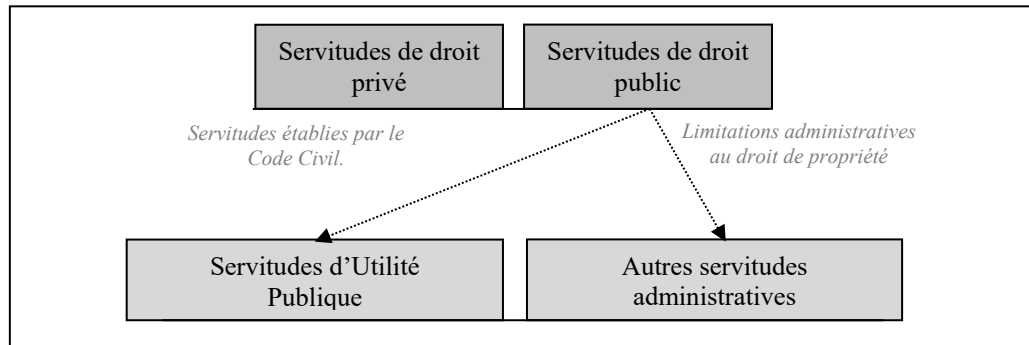 Servitudes de droit
privé
Servitudes de droit
public
Servitudes établies par le
Code Civil.
Limitations administratives
au droit de propriété
Servitudes d’Utilité
Publique
Autres servitudes
administratives